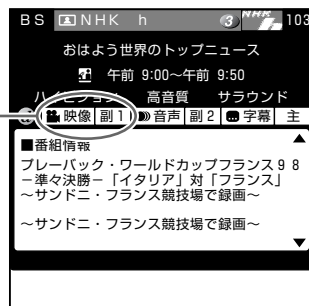 BS NHK h 3 NHK 103
おはよう世界のトップニュース
午前 9:00～午前 9:50
ハイビジョン 高音質 サラウンド
映像 副1 音声 副2 字幕 主
■番組情報
プレーバック・ワールドカップフランス98
－準々決勝－「イタリア」対「フランス」
～サンドニ・フランス競技場で録画～
～サンドニ・フランス競技場で録画～